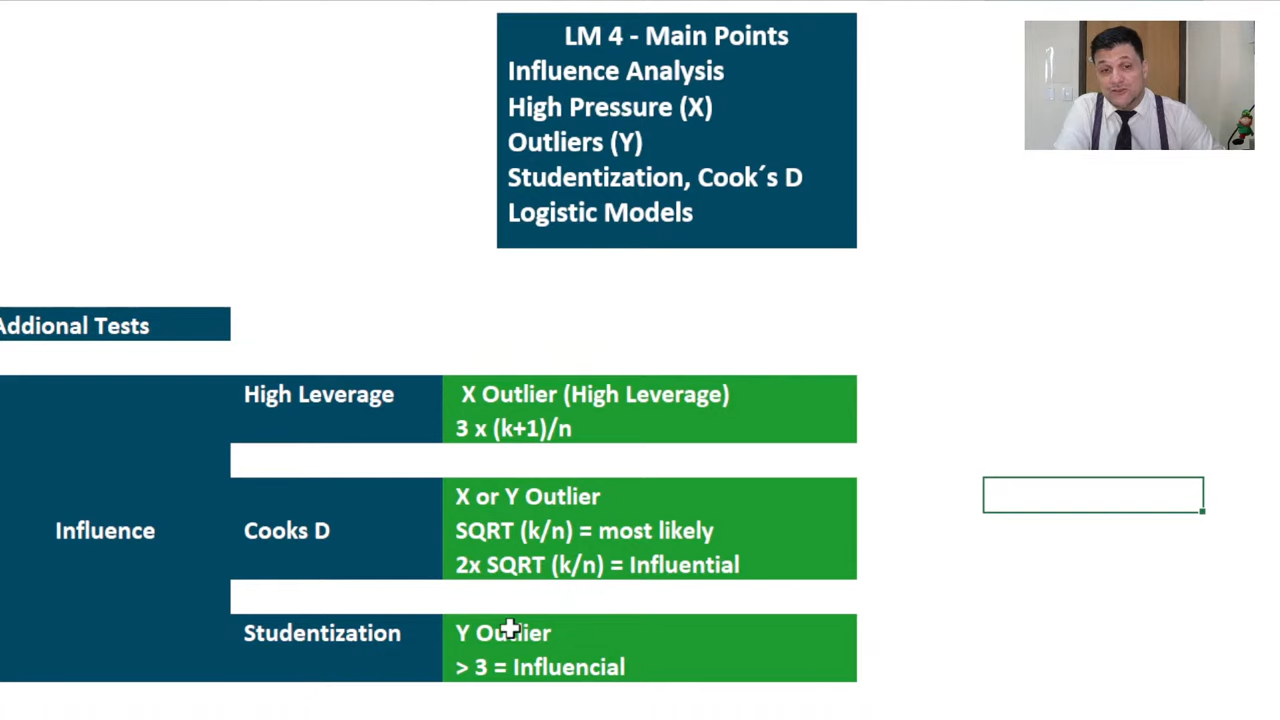 LM 4 - Main Points
Influence Analysis
High Pressure (X)
Outliers (Y)
Studentization, Cook´s D
Logistic Models
Addional Tests
Influence
High Leverage
X Outlier (High Leverage)
3 x (k+1)/n
Cooks D
X or Y Outlier
SQRT (k/n) = most likely
2x SQRT (k/n) = Influential
Studentization
Y Outlier
> 3 = Influencial